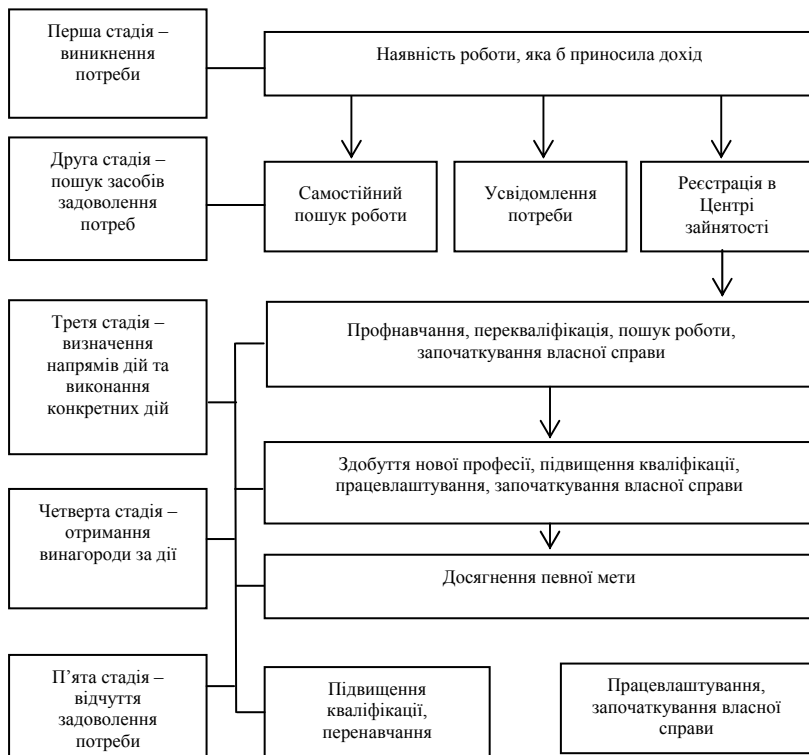 Перша стадія –
виникнення
потреби
Наявність роботи, яка б приносила дохід
Друга стадія –
пошук засобів
задоволення
потреб
Самостійний
пошук роботи
Усвідомлення
потреби
Реєстрація в
Центрі
зайнятості
Третя стадія –
визначення
напрямів дій та
виконання
конкретних дій
Профнавчання, перекваліфікація, пошук роботи,
започаткування власної справи
Здобуття нової професії, підвищення кваліфікації,
працевлаштування, започаткування власної справи
Четверта стадія –
отримання
винагороди за дії
Досягнення певної мети
П’ята стадія –
відчуття
задоволення
потреби
Підвищення
кваліфікації,
перенавчання
Працевлаштування,
започаткування власної
справи